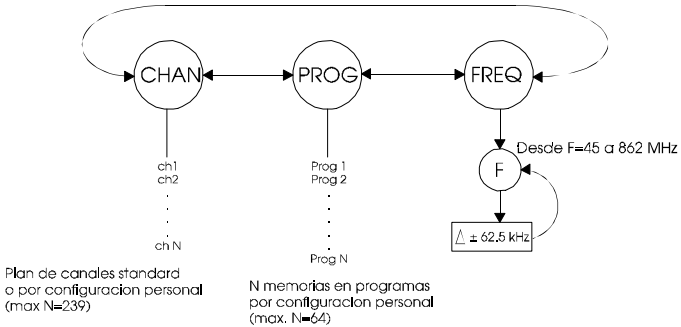 CHAN
PROG
FREQ
ch1
ch2
ch N
Prog 1
Prog 2
Prog N
Desde F=45 a 862 MHz
F
Δ ± 62.5 kHz
Plan de canales standard
o por configuracion personal
(max N=239)
N memorias en programas
por configuracion personal
(max. N=64)